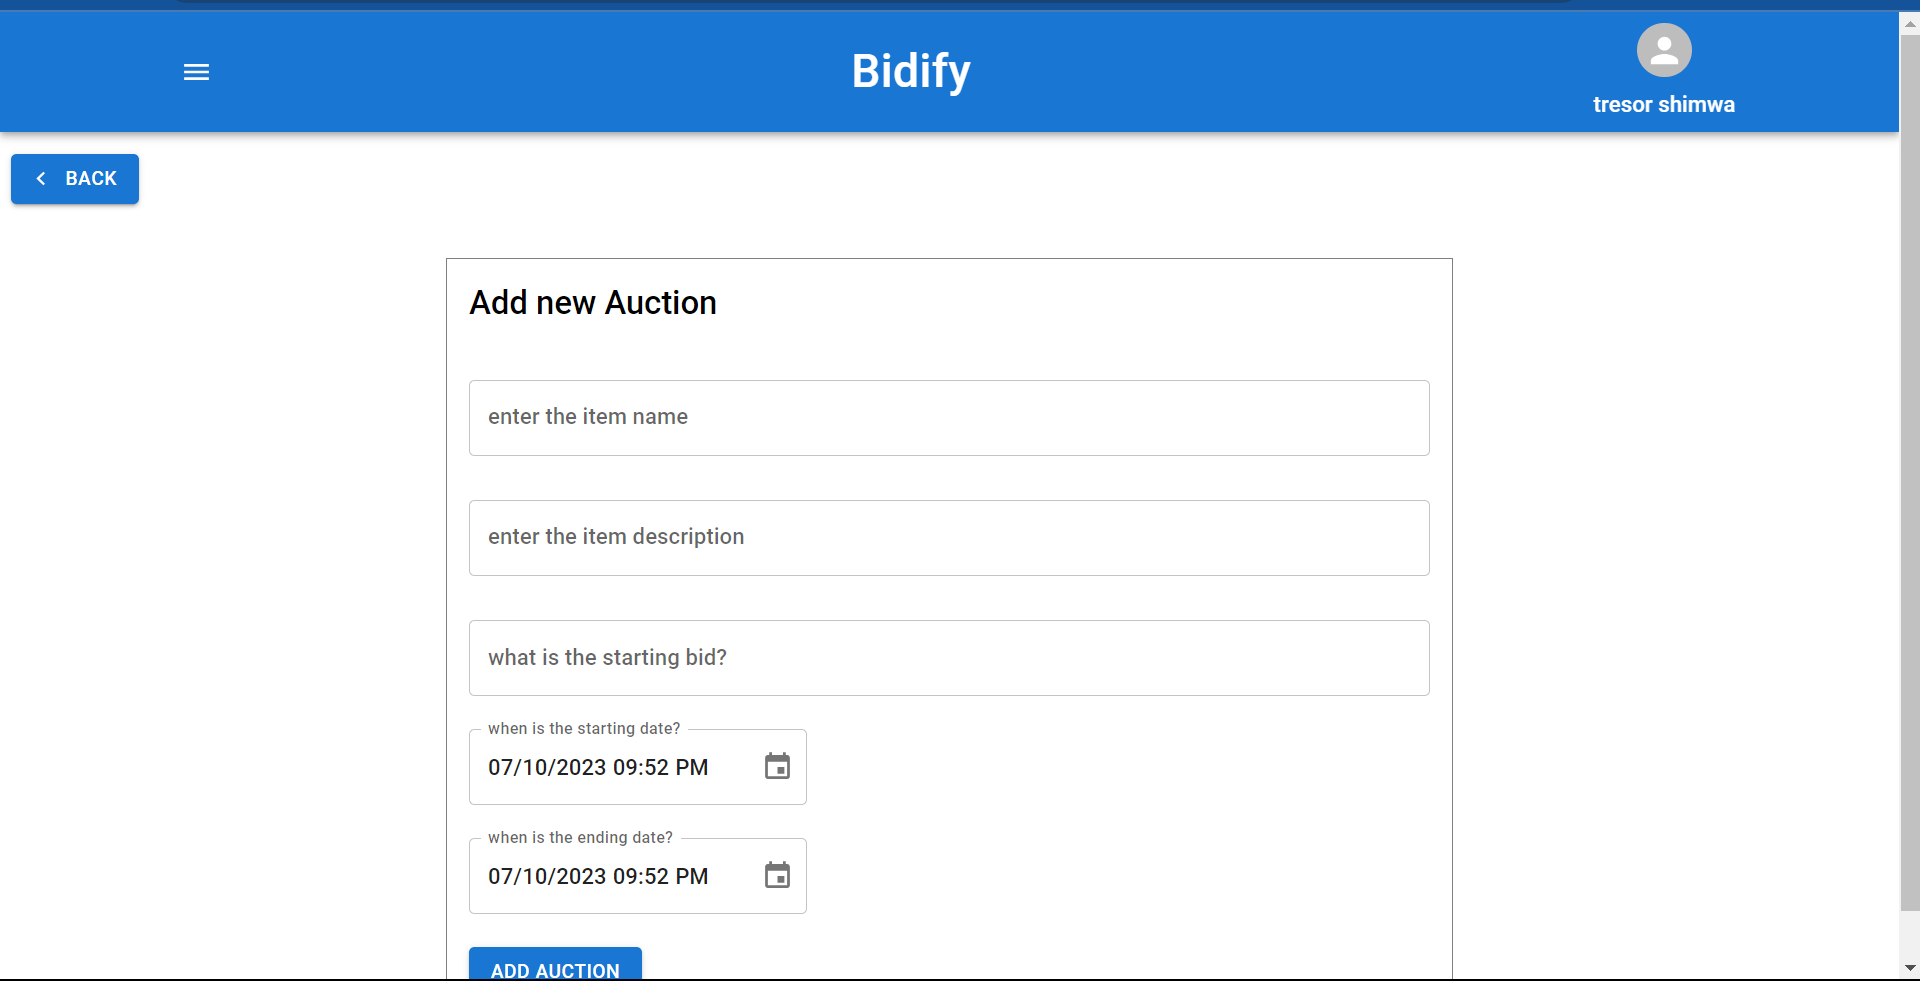 Bidify
tresor shimwa
BACK
Add new Auction
enter the item name
enter the item description
what is the starting bid?
when is the starting date?
07/10/2023 09:52 PM
when is the ending date?
07/10/2023 09:52 PM
ADD AUCTION